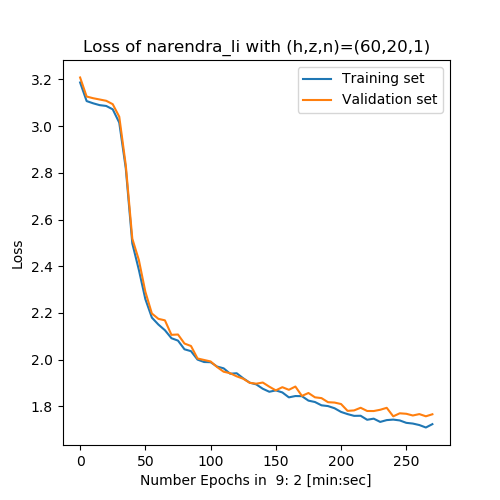 Loss of narendra_li with (h,z,n)=(60,20,1)
Training set
Validation set
3.2
3.0
2.8
2.6
2.4
2.2
2.0
1.8
Loss
0 50 100 150 200 250
Number Epochs in  9: 2 [min:sec]